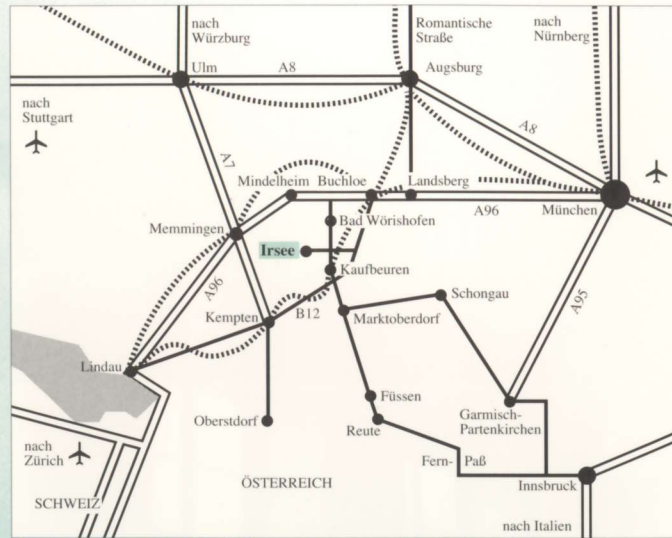 nach
Würzburg
Romantische
Straße
nach
Nürnberg
Ulm
A8
Augsburg
nach
Stuttgart
A7
A8
Mindelheim
Buchloe
Landsberg
A96
München
Memmingen
Bad Wörishofen
Irsee
A96
Kaufbeuren
A95
Schongau
Kempten
B12
Marktoberdorf
Lindau
Füssen
Oberstdorf
Reute
Garmisch-
Partenkirchen
nach
Zürich
Fern-
Paß
ÖSTERREICH
Innsbruck
SCHWEIZ
nach Italien